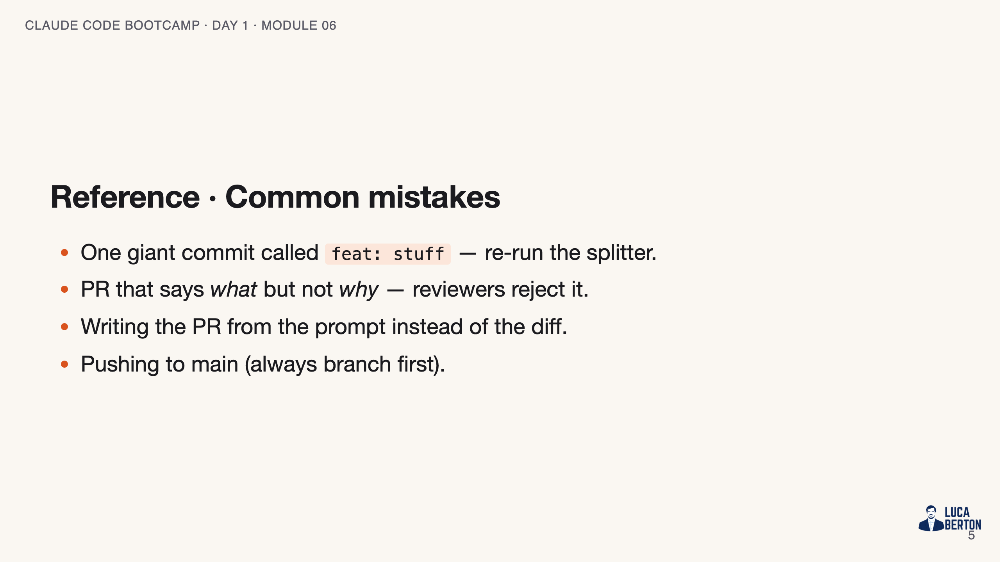 CLAUDE CODE BOOTCAMP · DAY 1 · MODULE 06
Reference · Common mistakes
• One giant commit called feat: stuff — re-run the splitter.
• PR that says what but not why — reviewers reject it.
• Writing the PR from the prompt instead of the diff.
• Pushing to main (always branch first).
LUCA
BERTON
5